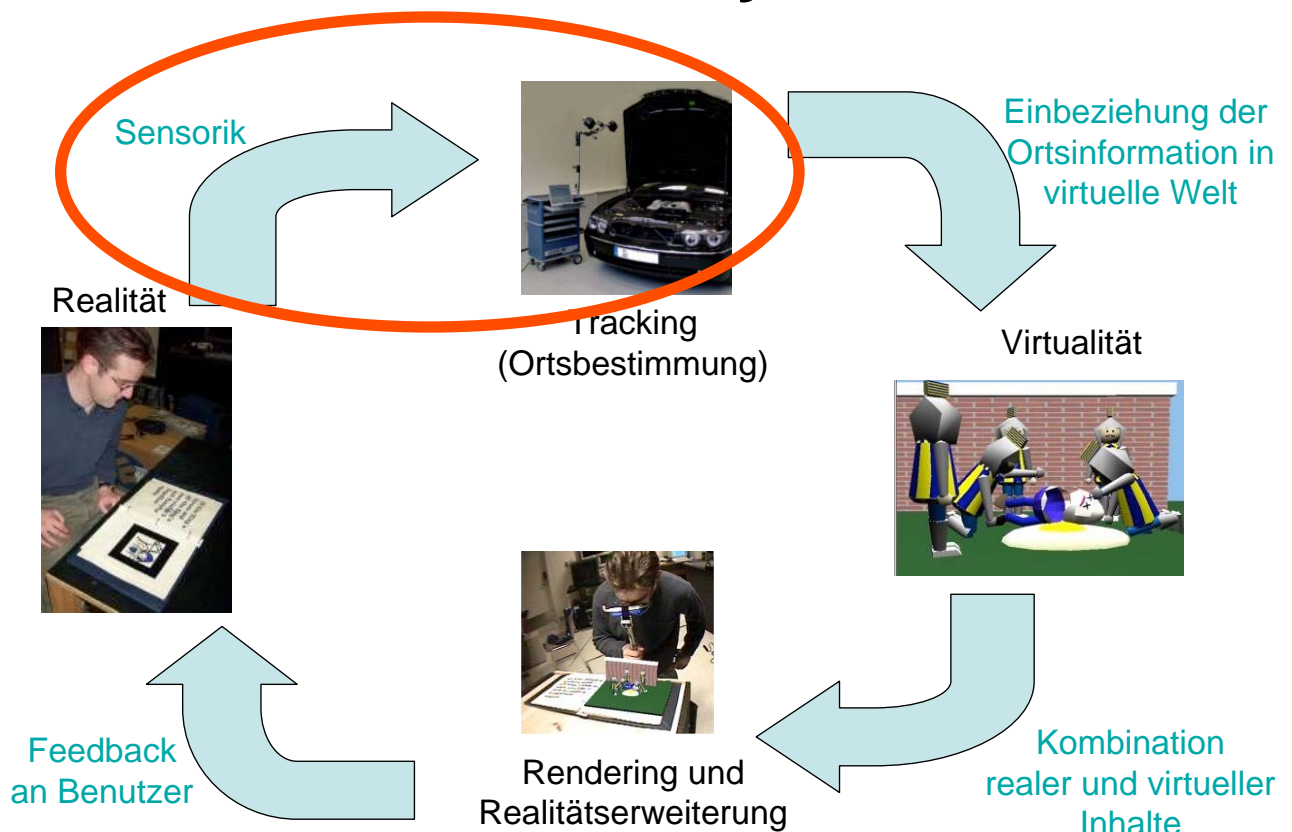 Sensorik
Einbeziehung der
Ortsinformation in
virtuelle Welt
Realität
Tracking
(Ortsbestimmung)
Virtualität
Feedback
an Benutzer
Rendering und
Realitätserweiterung
Kombination
realer und virtueller
Inhalte